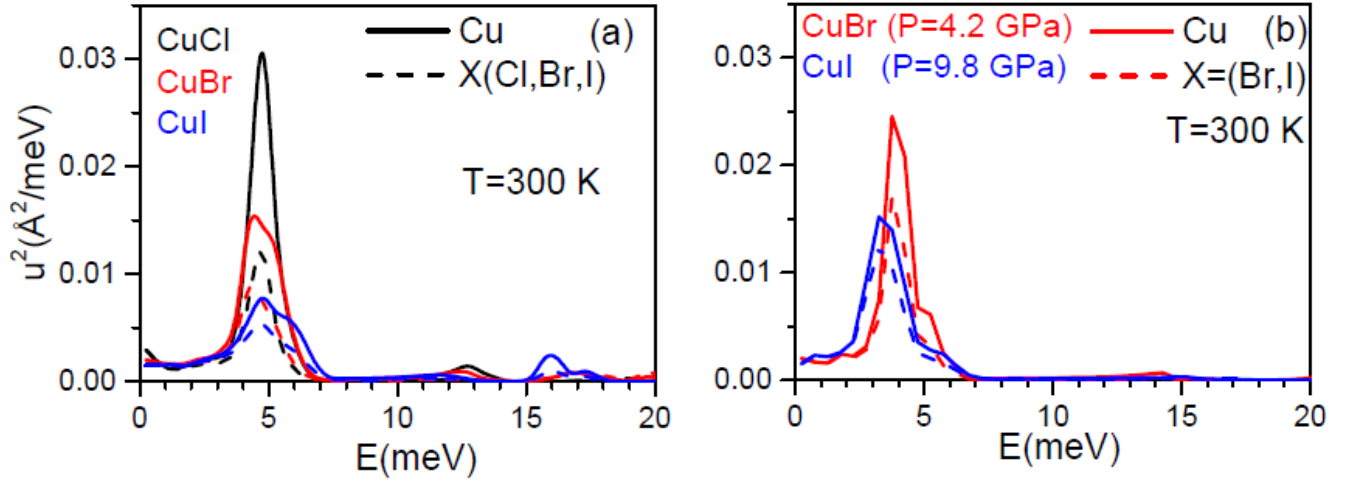 CuCl
CuBr
CuI
Cu (a)
X(Cl,Br,I)
T=300 K
u²(Å²/meV)
0.03
0.02
0.01
0.00
0 5 10 15 20
E(meV)
CuBr (P=4.2 GPa)
CuI (P=9.8 GPa)
Cu (b)
X=(Br,I)
T=300 K
0.03
0.02
0.01
0.00
0 5 10 15 20
E(meV)